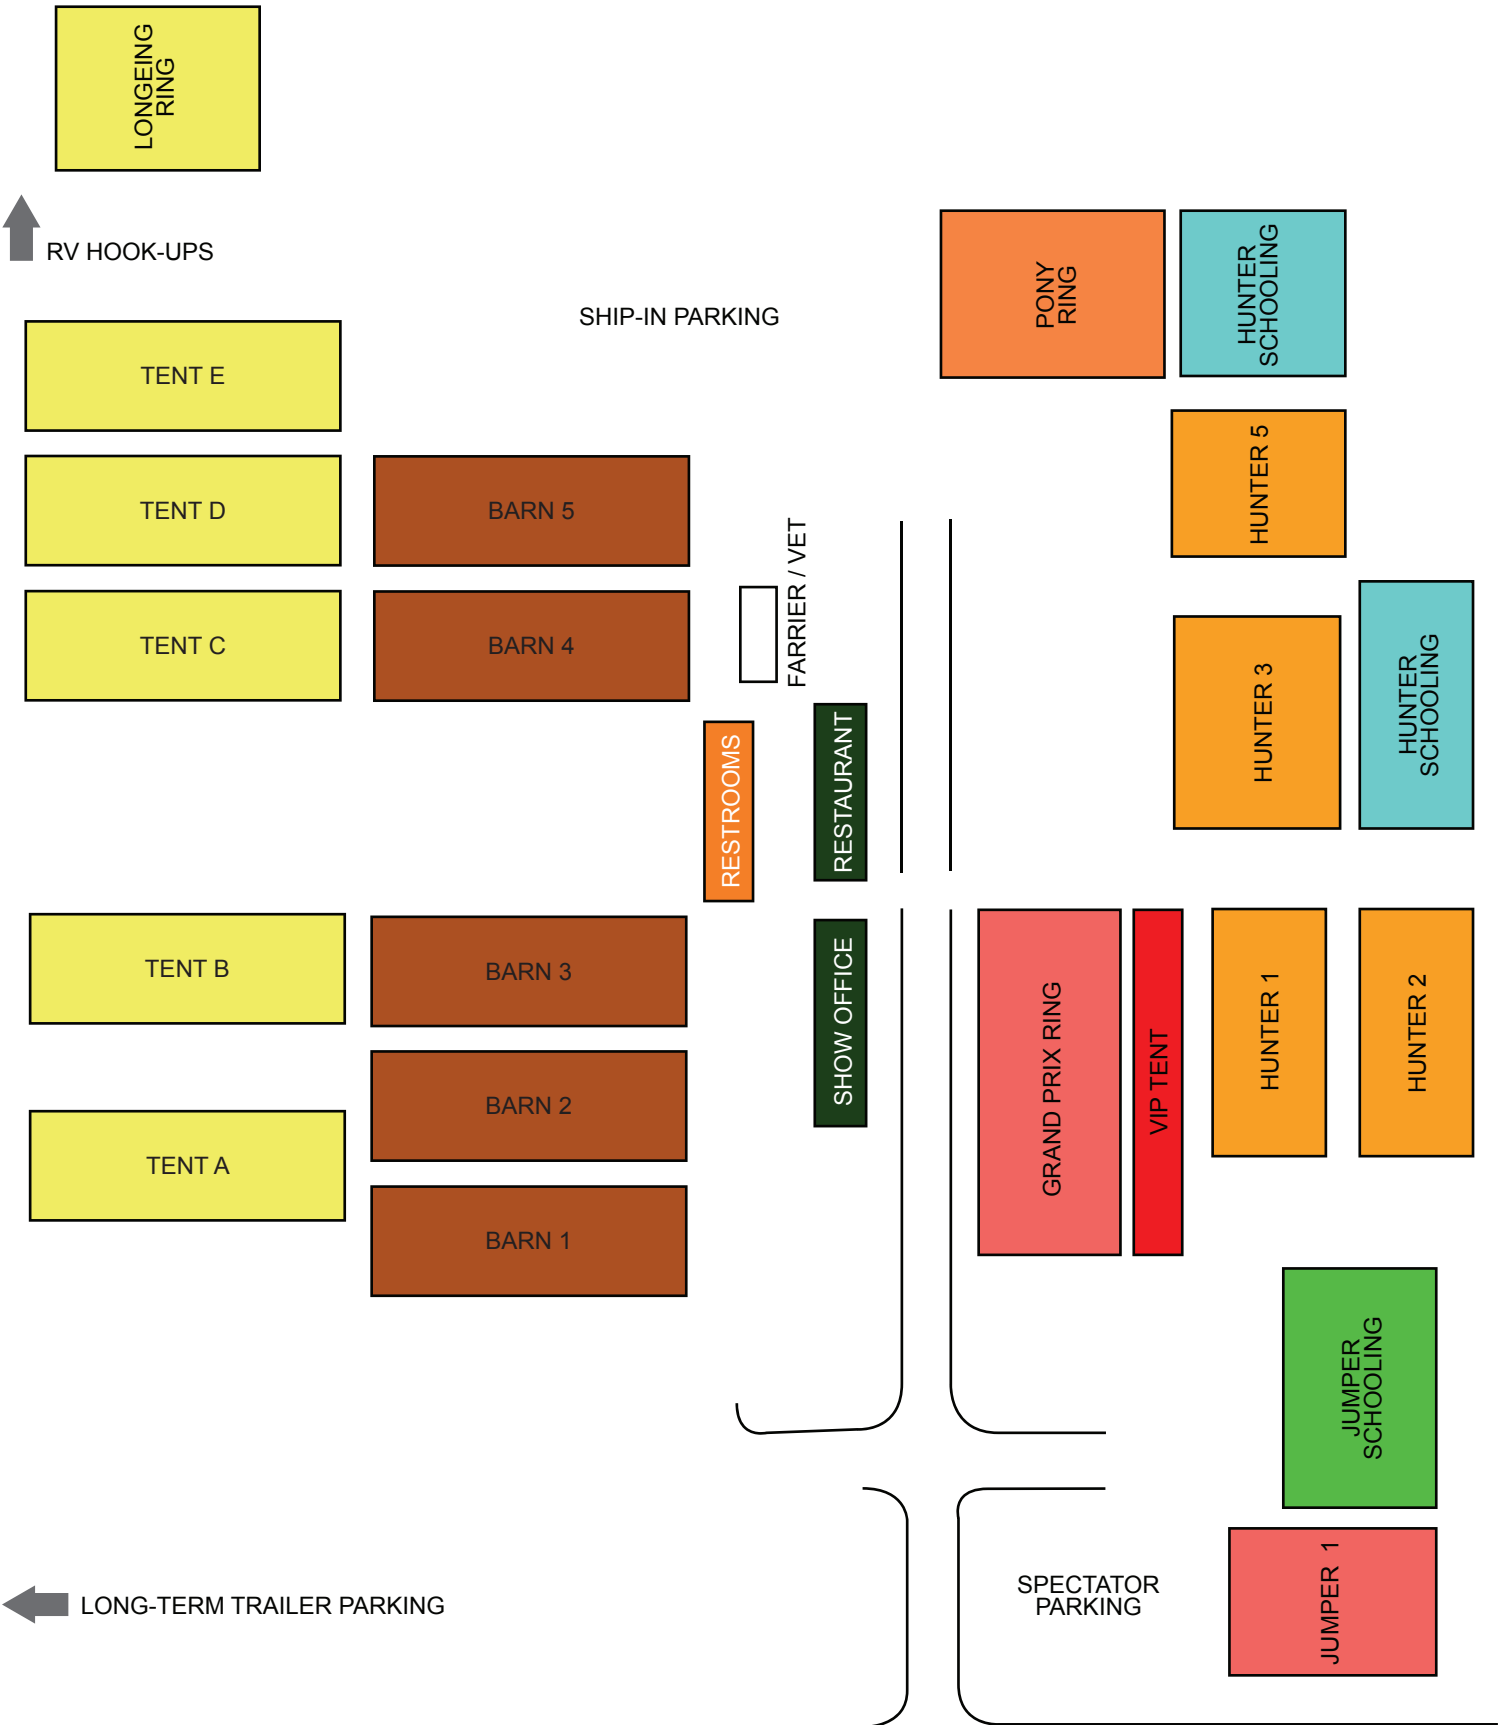 LONGEING
RING
RV HOOK-UPS
SHIP-IN PARKING
PONY
RING
HUNTER
SCHOOLING
TENT E
HUNTER 5
TENT D
BARN 5
FARRIER / VET
TENT C
BARN 4
HUNTER 3
HUNTER
SCHOOLING
RESTROOMS
RESTAURANT
TENT B
BARN 3
SHOW OFFICE
GRAND PRIX RING
VIP TENT
HUNTER 1
HUNTER 2
BARN 2
TENT A
BARN 1
JUMPER
SCHOOLING
LONG-TERM TRAILER PARKING
SPECTATOR
PARKING
JUMPER 1